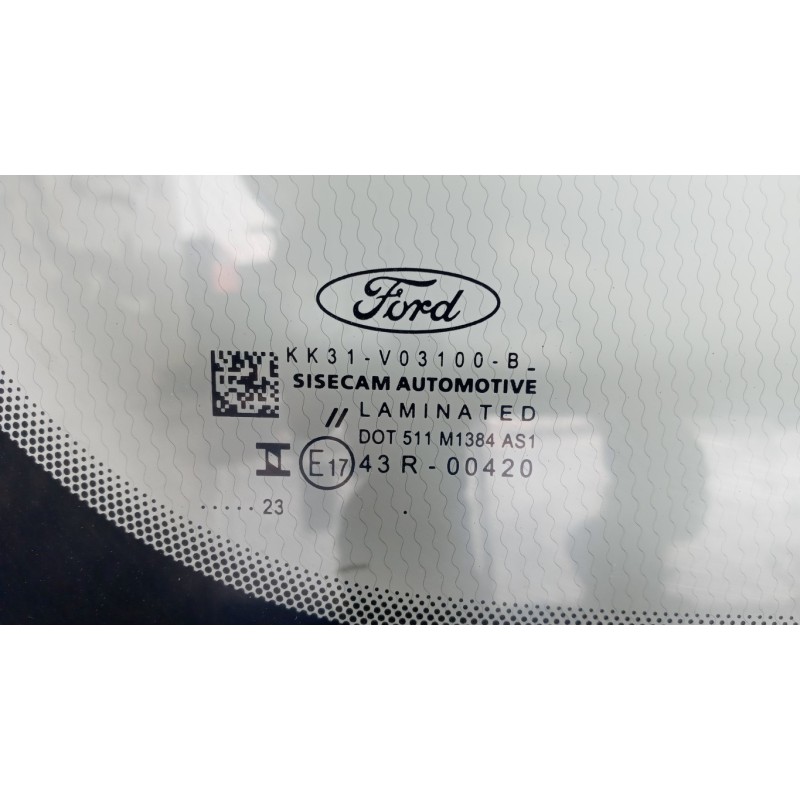 Ford
KK31-V03100-B_
SISECAM AUTOMOTIVE
// LAMINATED
DOT 511 M1384 AS1
E17 43R-00420
..... 23 .